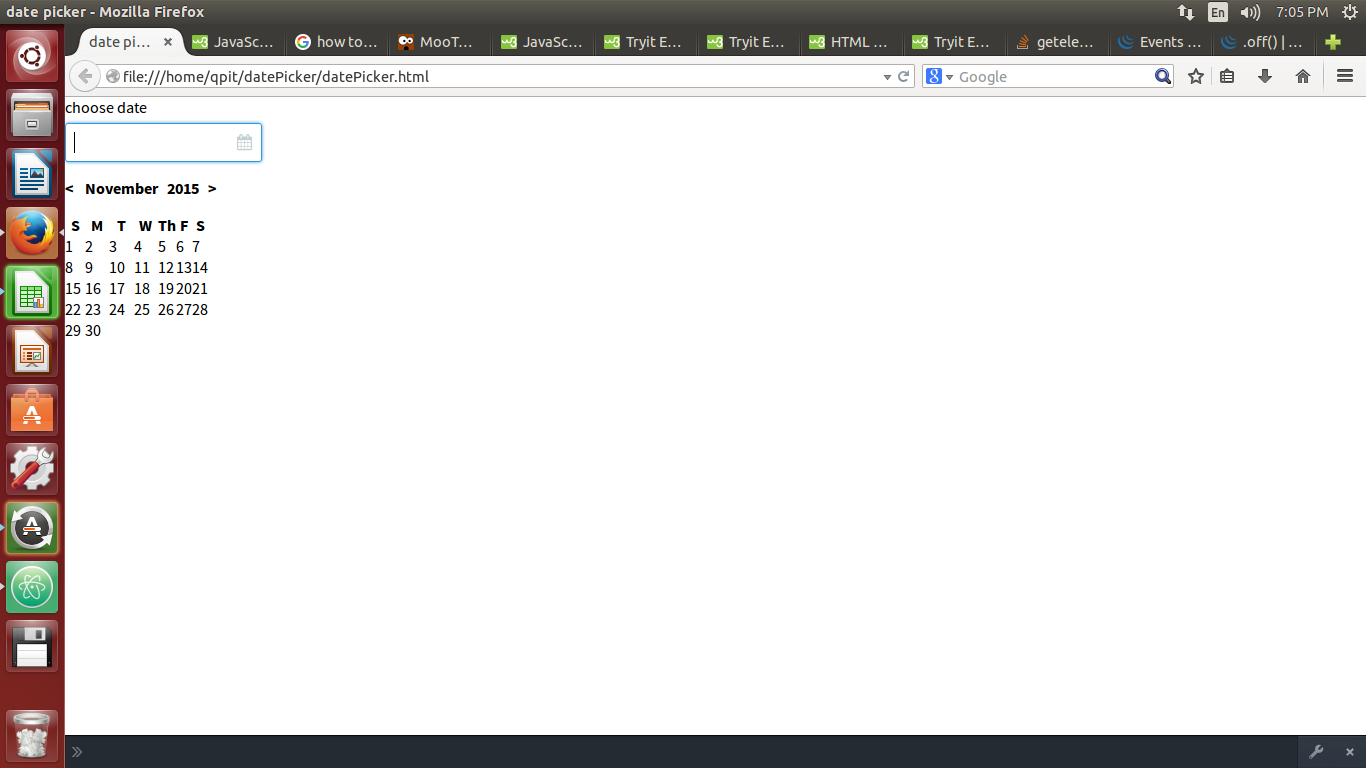 date picker - Mozilla Firefox
En
7:05 PM
date pi...
JavaSc...
how to...
MooT...
JavaSc...
Tryit E...
Tryit E...
HTML ...
Tryit E...
getele...
Events ...
.off() | ...
file:///home/qpit/datePicker/datePicker.html
Google
choose date
< November 2015 >
S M T W Th F S
1 2 3 4 5 6 7
8 9 10 11 12 13 14
15 16 17 18 19 20 21
22 23 24 25 26 27 28
29 30